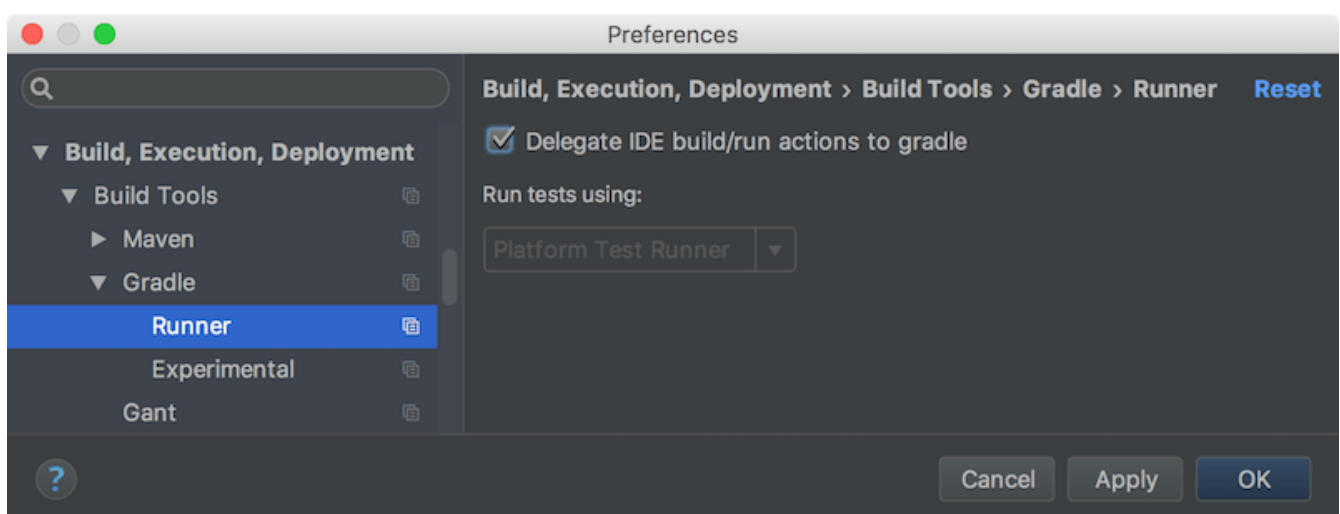 Preferences
Build, Execution, Deployment
Build Tools
Maven
Gradle
Runner
Experimental
Gant
Build, Execution, Deployment › Build Tools › Gradle › Runner Reset
Delegate IDE build/run actions to gradle
Run tests using:
Platform Test Runner
?
Cancel Apply OK